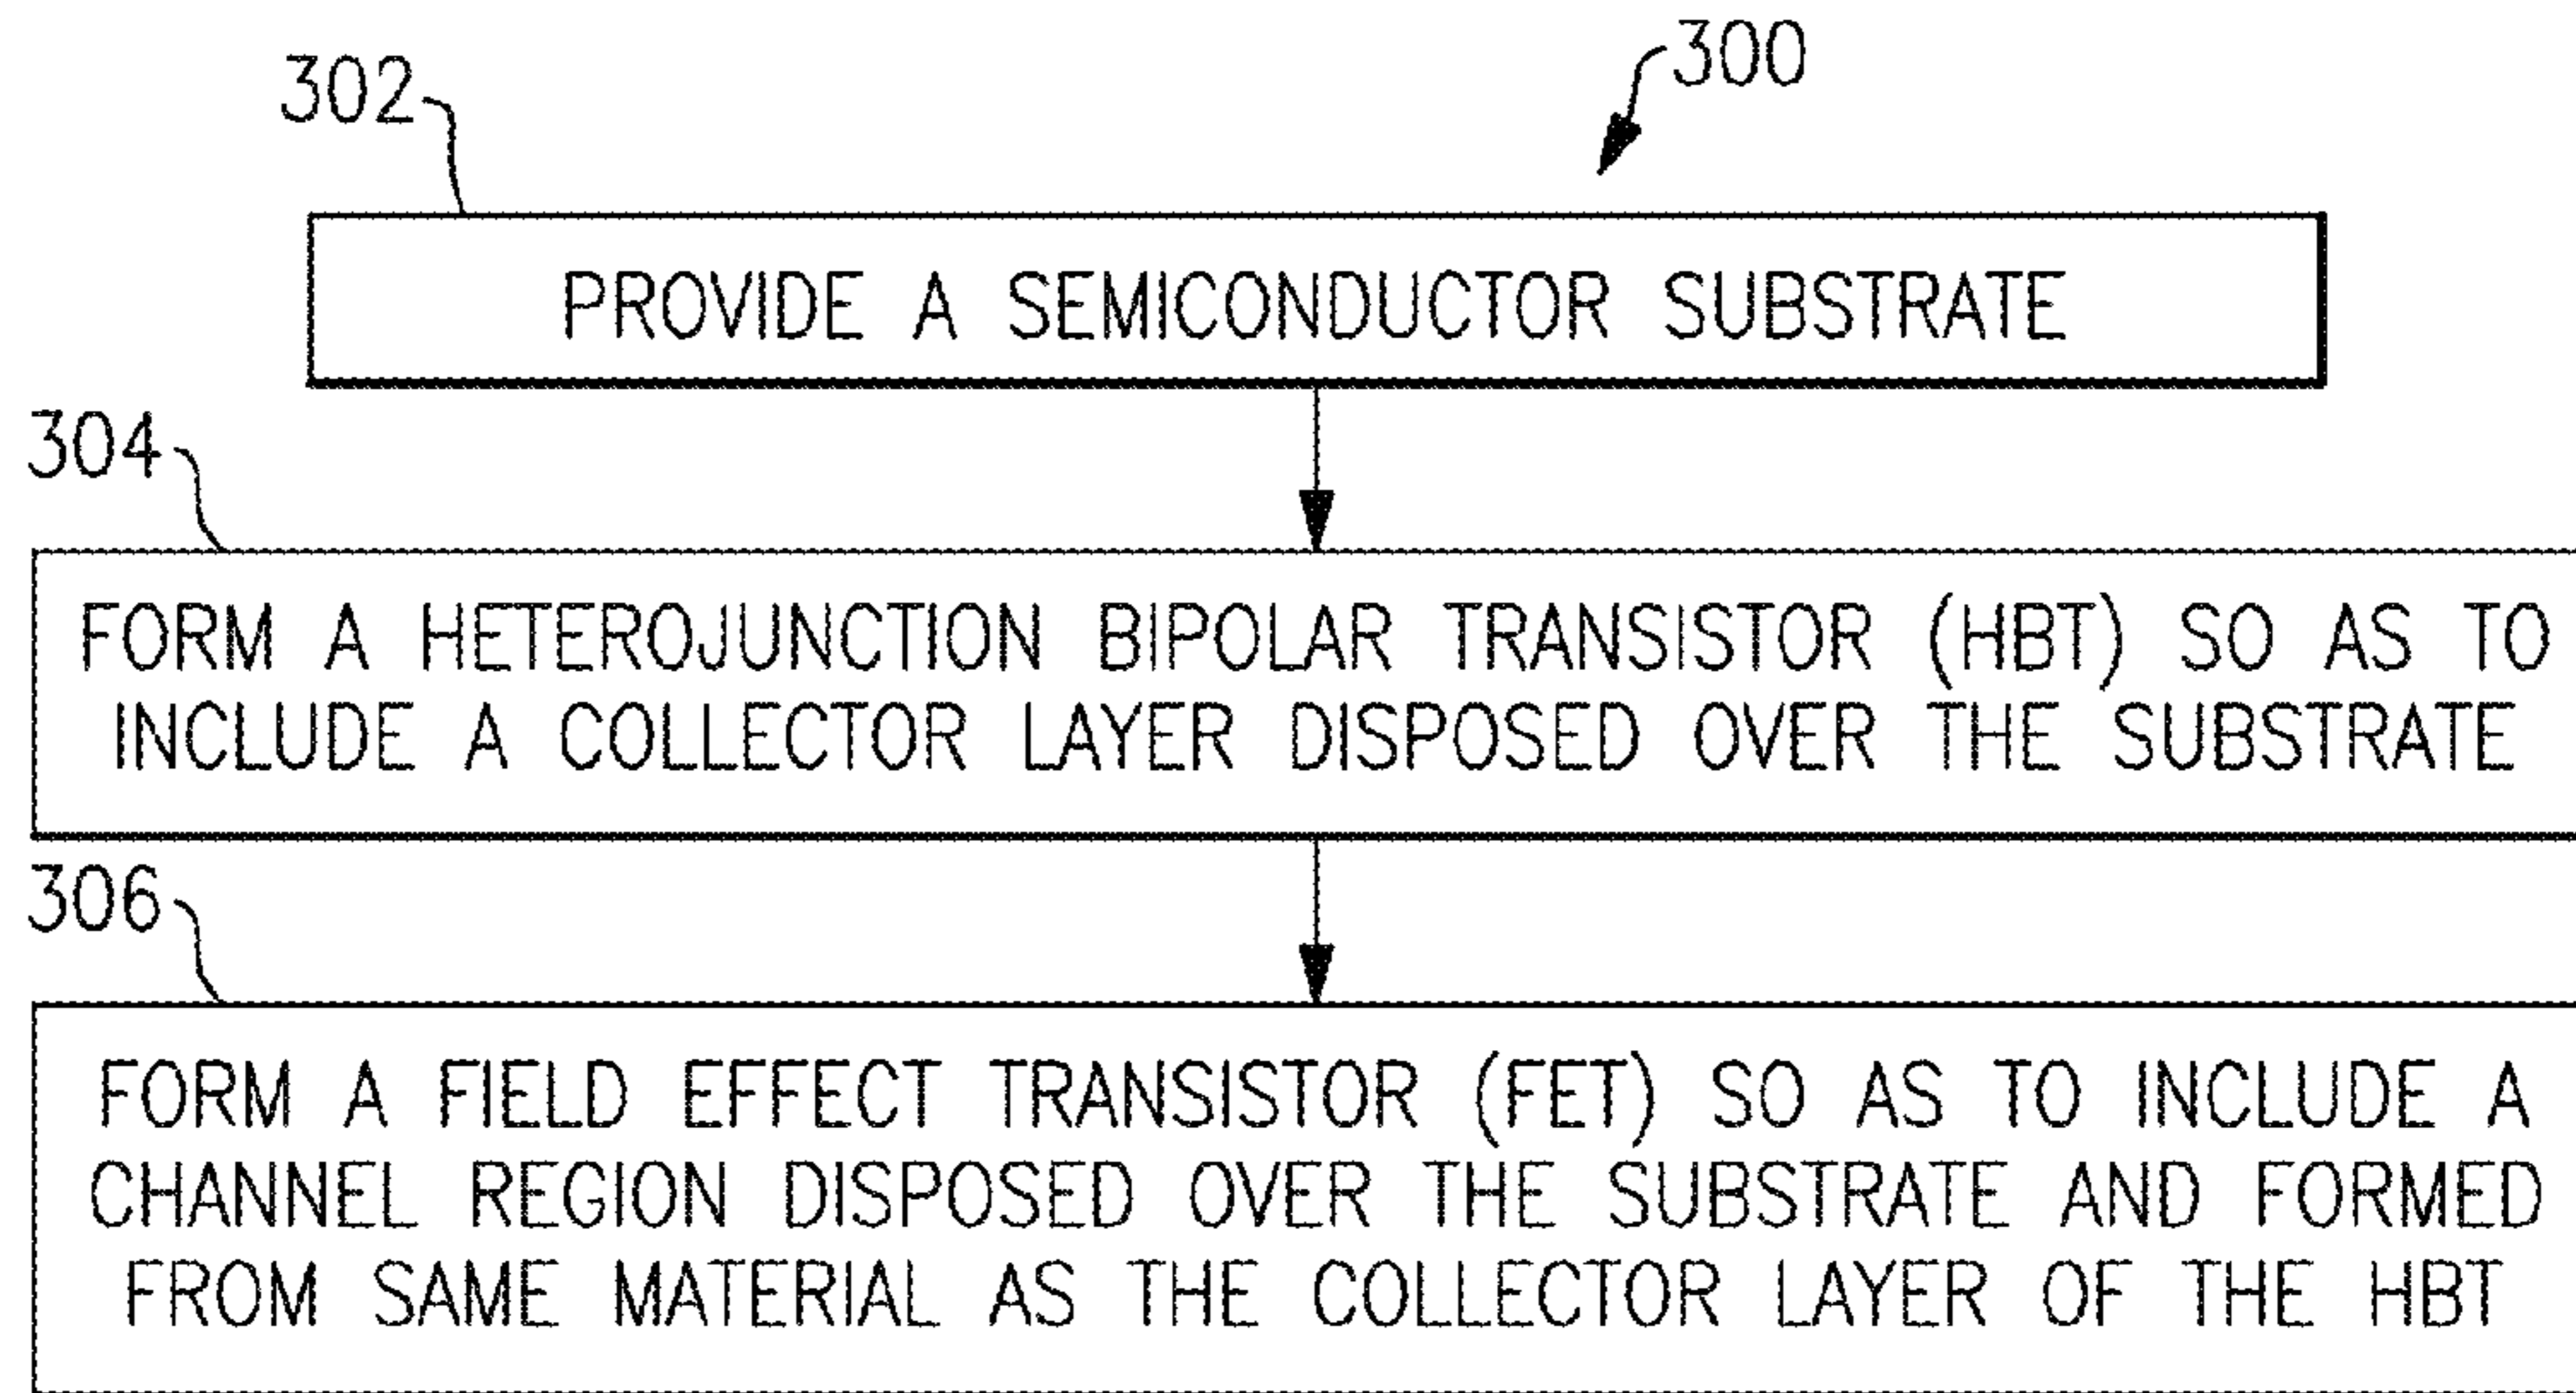 300
302
PROVIDE A SEMICONDUCTOR SUBSTRATE
304
FORM A HETEROJUNCTION BIPOLAR TRANSISTOR (HBT) SO AS TO
INCLUDE A COLLECTOR LAYER DISPOSED OVER THE SUBSTRATE
306
FORM A FIELD EFFECT TRANSISTOR (FET) SO AS TO INCLUDE A
CHANNEL REGION DISPOSED OVER THE SUBSTRATE AND FORMED
FROM SAME MATERIAL AS THE COLLECTOR LAYER OF THE HBT